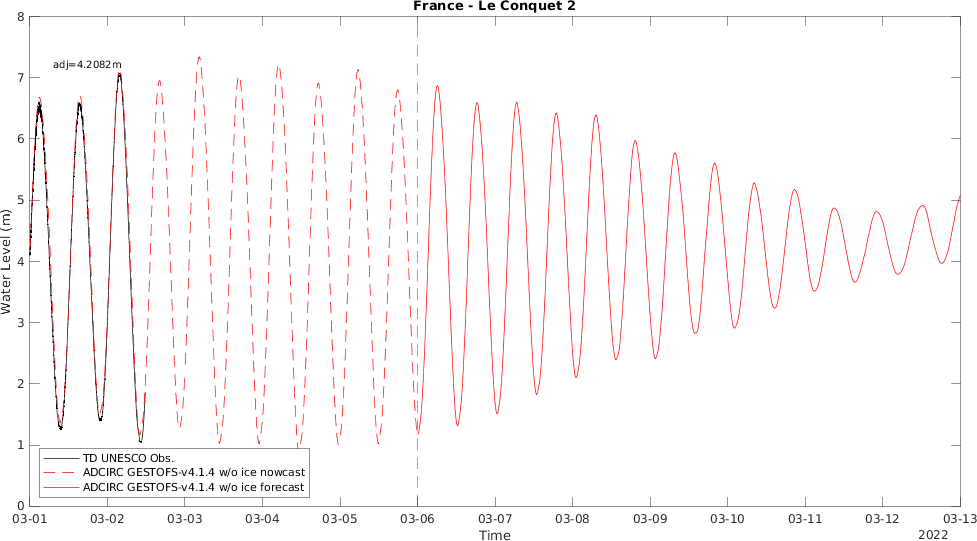 France - Le Conquet 2
adj=4.2082m
8
7
6
5
4
3
2
1
0
Water Level (m)
TD UNESCO Obs.
ADCIRC GESTOFS-v4.1.4 w/o ice nowcast
ADCIRC GESTOFS-v4.1.4 w/o ice forecast
03-01 03-02 03-03 03-04 03-05 03-06 03-07 03-08 03-09 03-10 03-11 03-12 03-13
Time
2022